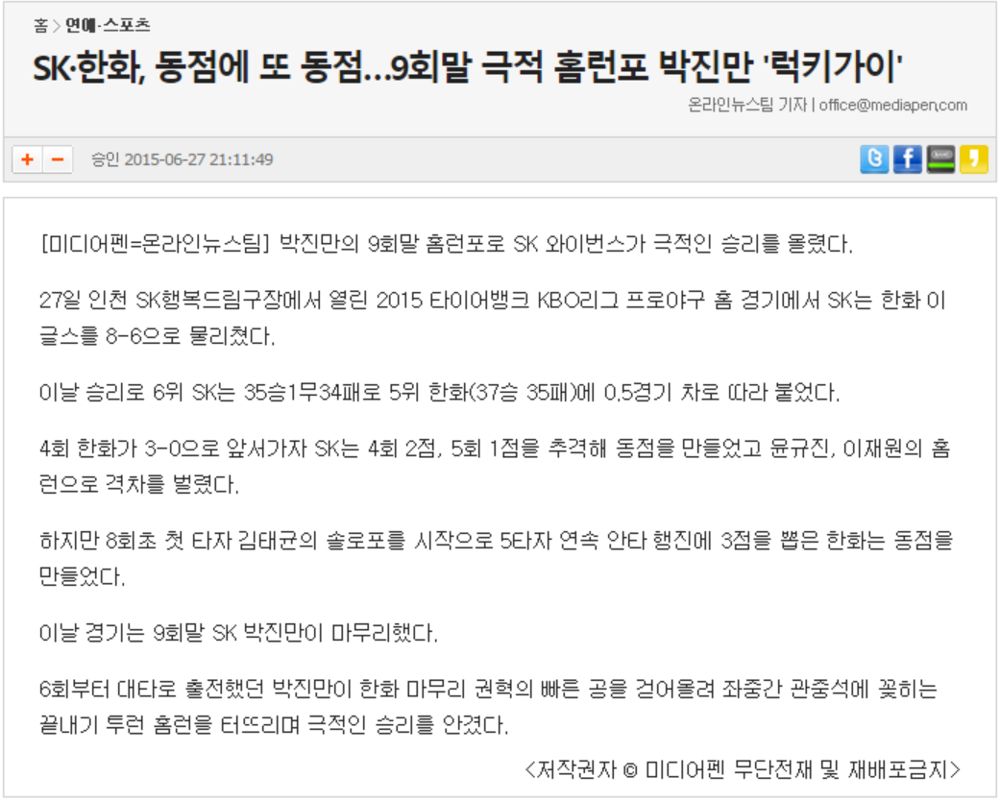 홈 > 연예·스포츠
SK·한화, 동점에 또 동점...9회말 극적 홈런포 박진만 '럭키가이'
온라인뉴스팀 기자 | office@mediapen.com
+ - 승인 2015-06-27 21:11:49
[미디어펜=온라인뉴스팀] 박진만의 9회말 홈런포로 SK 와이번스가 극적인 승리를 올렸다.
27일 인천 SK행복드림구장에서 열린 2015 타이어뱅크 KBO리그 프로야구 홈 경기에서 SK는 한화 이
글스를 8-6으로 물리쳤다.
이날 승리로 6위 SK는 35승1무34패로 5위 한화(37승 35패)에 0.5경기 차로 따라 붙었다.
4회 한화가 3-0으로 앞서가자 SK는 4회 2점, 5회 1점을 추격해 동점을 만들었고 윤규진, 이재원의 홈
런으로 격차를 벌렸다.
하지만 8회초 첫 타자 김태균의 솔로포를 시작으로 5타자 연속 안타 행진에 3점을 뽑은 한화는 동점을
만들었다.
이날 경기는 9회말 SK 박진만이 마무리했다.
6회부터 대타로 출전했던 박진만이 한화 마무리 권혁의 빠른 공을 걷어올려 좌중간 관중석에 꽂히는
끝내기 투런 홈런을 터뜨리며 극적인 승리를 안겼다.
<저작권자 © 미디어펜 무단전재 및 재배포금지>